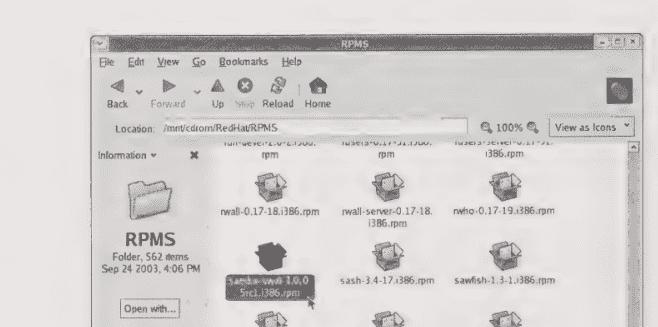 RPMS
File Edit View Go Bookmarks Help
Back Forward Up Stop Reload Home
Location: /mnt/cdrom/RedHat/RPMS 100% View as Icons
Information
rpm rpm i386.rpm
rwall-0.17-18.i386.rpm rwall-server-0.17-18. rwho-0.17-19.i386.rpm
i386.rpm
RPMS
Folder, 562 items
Sep 24 2003, 4:06 PM
sash-3.4-17.i386.rpm sawfish-1.3-1.i386.rpm
5rc1.i386.rpm
Open with...